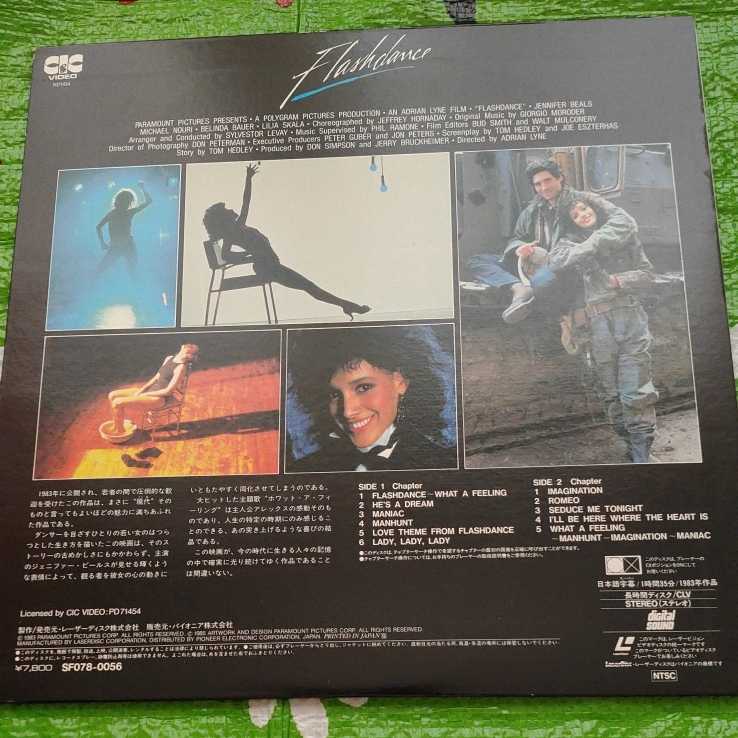 CIC
VIDEO
Flashdance
PARAMOUNT PICTURES PRESENTS • A POLYGRAM PICTURES PRODUCTION • AN ADRIAN LYNE FILM • "FLASHDANCE" • JENNIFER BEALS
MICHAEL NOURI • BELINDA BAUER • LILIA SKALA • Choreographed by JEFFREY HORNADAY • Original Music by GIORGIO MORODER
Arranger and Conducted by SYLVESTOR LEVAY • Music Supervised by PHIL RAMONE • Film Editors BUD SMITH and WALT MULCONERY
Director of Photography DON PETERMAN • Executive Producers PETER GUBER and JON PETERS • Screenplay by TOM HEDLEY and JOE ESZTERHAS
Story by TOM HEDLEY • Produced by DON SIMPSON and JERRY BRUCKHEIMER • Directed by ADRIAN LYNE
1983年に公開され、若者の間で圧倒的な歓
迎を受けたこの作品は、まさに“現代”そのも
のと言ってもよいほどの魅力に満ちあふれ
た作品である。
ダンサーを目ざすひとりの若い女のはつら
つとした生き方を描いたこの映画は、そのス
トーリーの古めかしさにもかかわらず、主演
のジェニファー・ビールスが見せる輝くよう
な表情によって、観る者を彼女の心の動きに
いともたやすく同化させてしまうのである。
大ヒットした主題歌“ホワット・ア・フィ
ーリング”は主人公アレックスの感動そのも
のであり、人生の特定の時期にのみ感じるこ
とのできる、あの突き上げるような喜びの結
晶である。
この映画が、今の時代に生きる人々の記憶
の中で確実に光り続けてゆく作品であること
は間違いない。
SIDE 1 Chapter
1 FLASHDANCE～WHAT A FEELING
2 HE'S A DREAM
3 MANIAC
4 MANHUNT
5 LOVE THEME FROM FLASHDANCE
6 LADY, LADY, LADY
SIDE 2 Chapter
1 IMAGINATION
2 ROMEO
3 SEDUCE ME TONIGHT
4 I'LL BE HERE WHERE THE HEART IS
5 WHAT A FEELING
～MANHUNT～IMAGINATION～MANIAC
日本語字幕／1時間35分／1983年作品
長時間ディスク/CLV
STEREO(ステレオ)
digital
sound
Licensed by CIC VIDEO:FD71454
製作/発売元・レーザーディスク株式会社 販売元・パイオニア株式会社
© 1983 PARAMOUNT PICTURES CORP. ALL RIGHTS RESERVED.
MANUFACTURED BY LASERDISC CORPORATION, DISTRIBUTED BY PIONEER ELECTRONIC CORPORATION, JAPAN. PRINTED IN JAPAN
¥7,800 SF078-0056
LaserDisc
NTSC